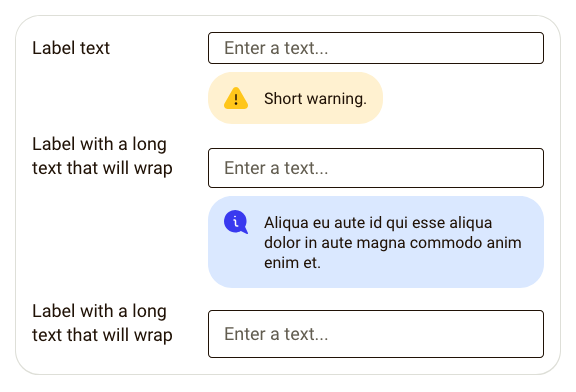 Label text
Enter a text...
Short warning.
Label with a long
text that will wrap
Enter a text...
Aliqua eu aute id qui esse aliqua
dolor in aute magna commodo anim
enim et.
Label with a long
text that will wrap
Enter a text...